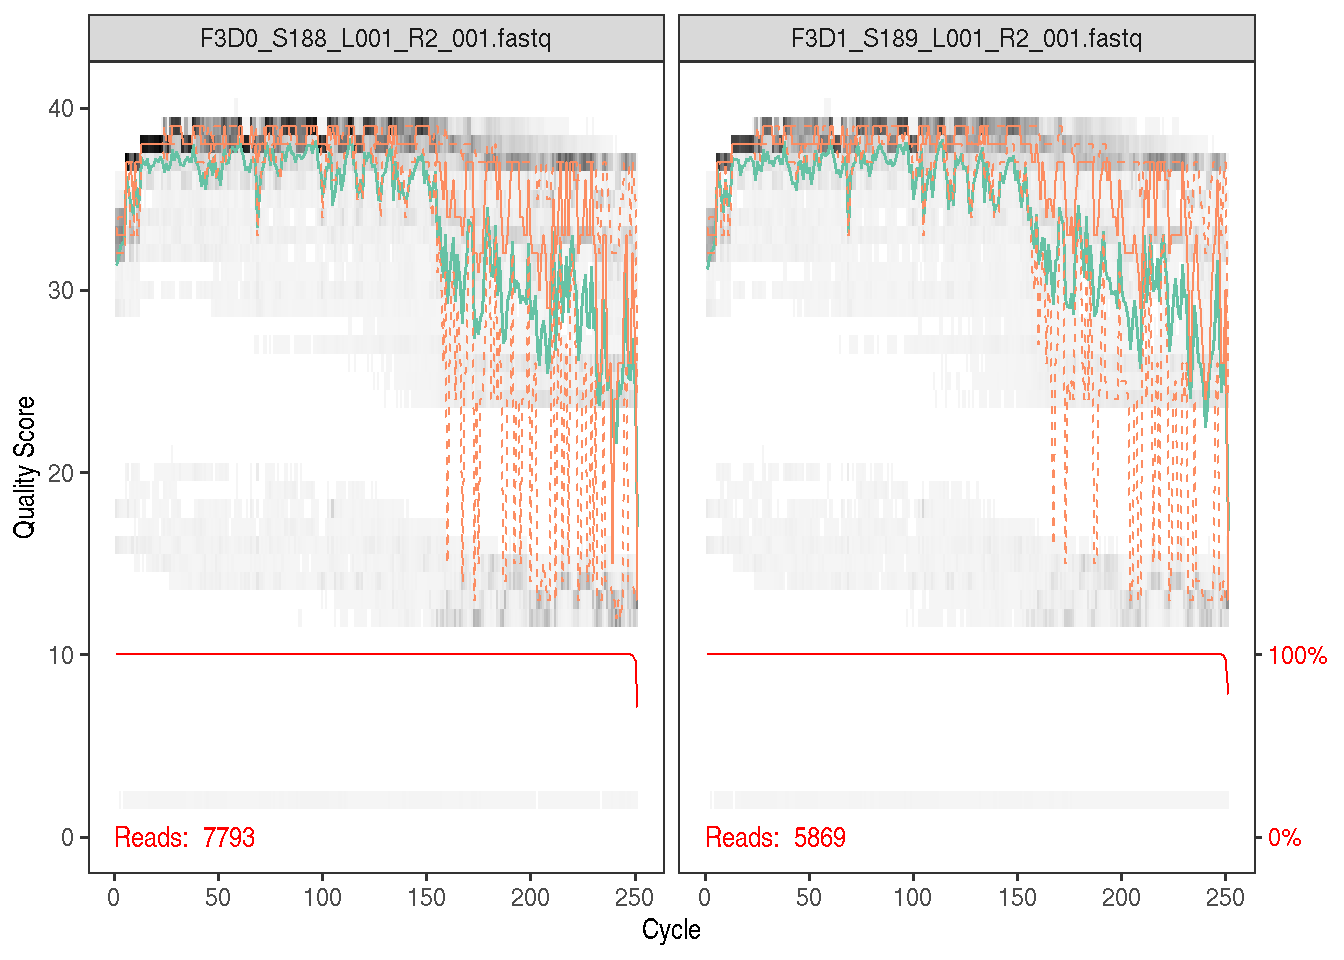 F3D0_S188_L001_R2_001.fastq
F3D1_S189_L001_R2_001.fastq
Quality Score
40
30
20
10
0
Reads: 7793
Reads: 5869
100%
0%
0 50 100 150 200 250
0 50 100 150 200 250
Cycle